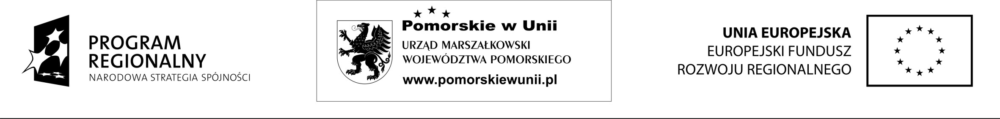 PROGRAM
REGIONALNY
NARODOWA STRATEGIA SPÓJNOŚCI
Pomorskie w Unii
URZĄD MARSZAŁKOWSKI
WOJEWÓDZTWA POMORSKIEGO
www.pomorskiewunii.pl
UNIA EUROPEJSKA
EUROPEJSKI FUNDUSZ
ROZWOJU REGIONALNEGO